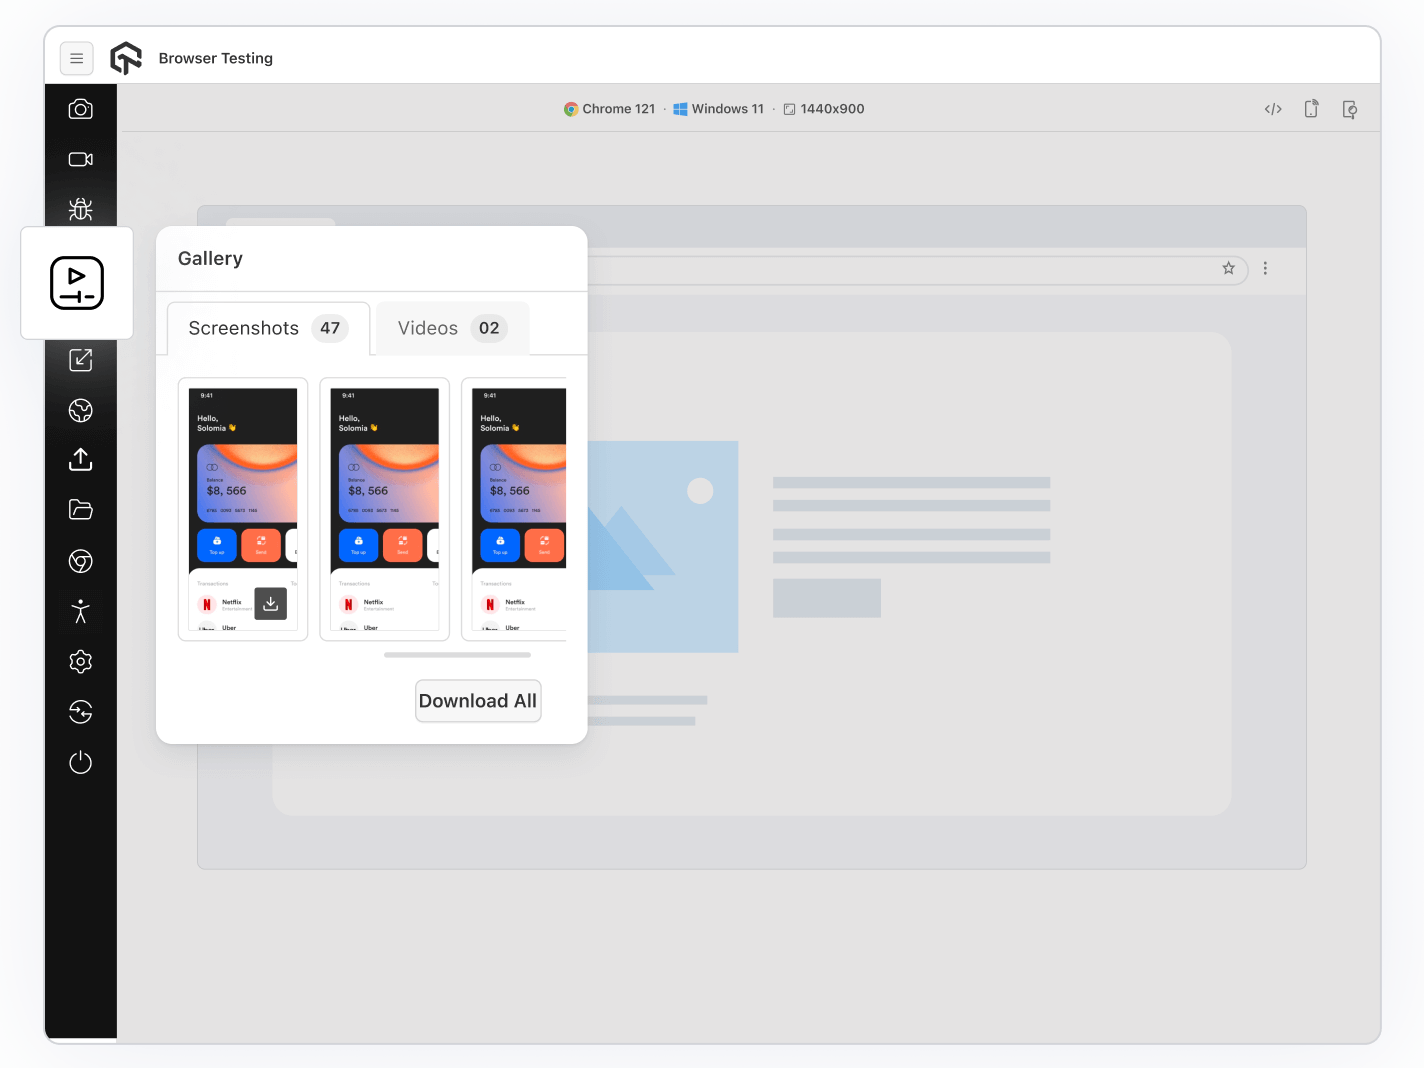 Browser Testing
Chrome 121 · Windows 11 · 1440x900
Gallery
Screenshots 47
Videos 02
9:41
Hello,
Solomia 👋
Balance
$8, 566
Top up
Send
Transactions
Netflix
Entertainment
Uber
9:41
Hello,
Solomia 👋
Balance
$8, 566
Top up
Send
Transactions
Netflix
Entertainment
Uber
9:41
Hello,
Solomia 👋
Balance
$8, 566
Top up
Send
Transactions
Netflix
Entertainment
Uber
Download All